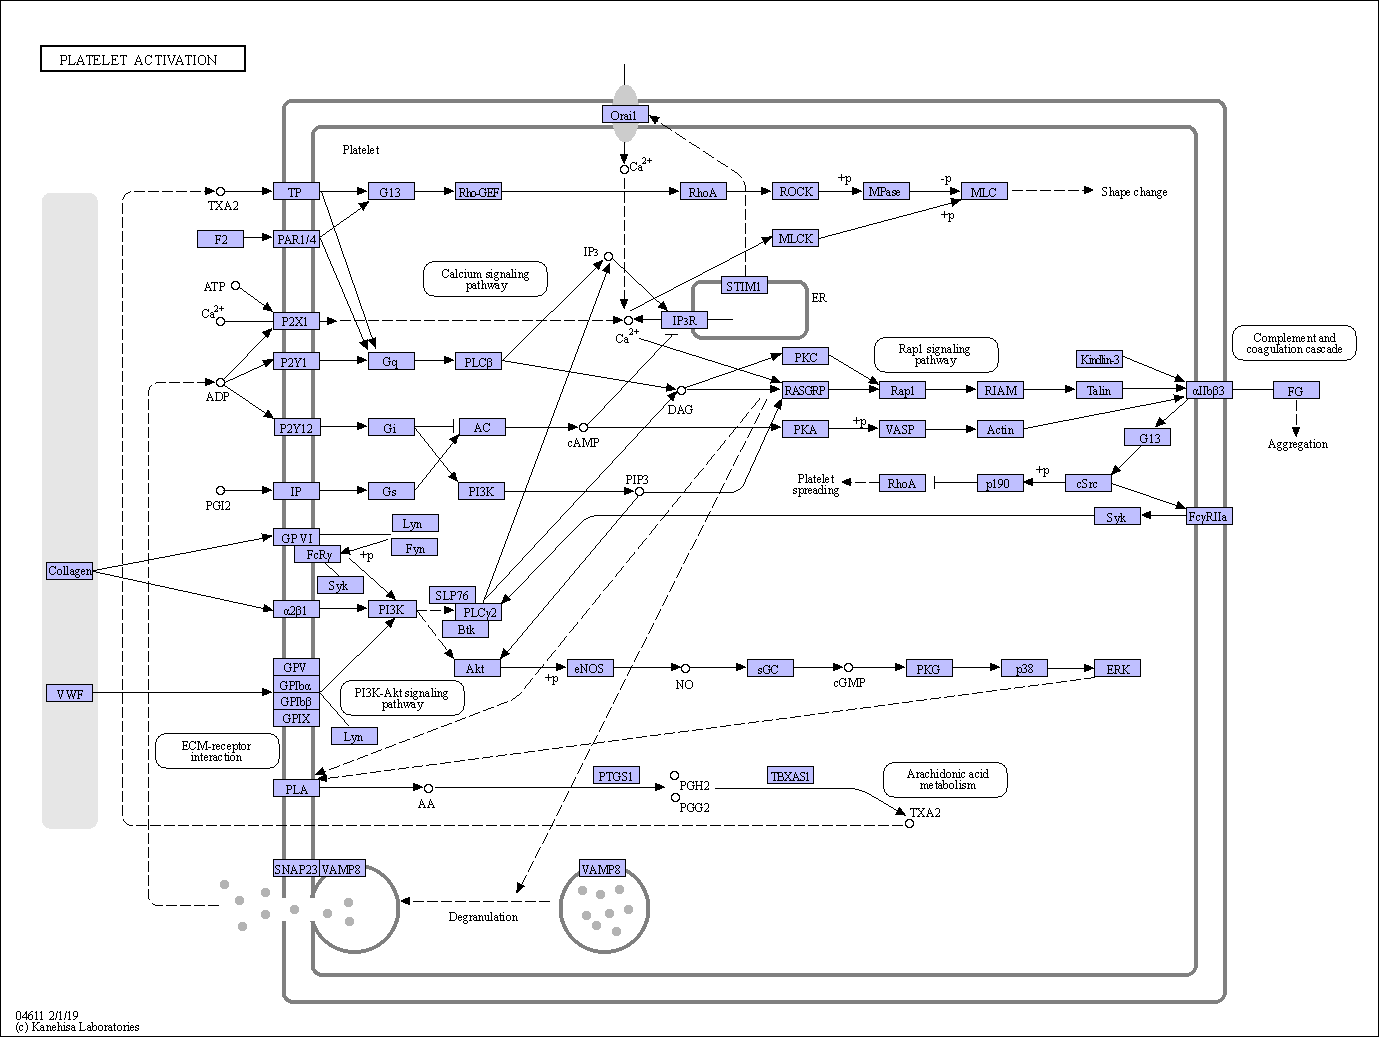 PLATELET ACTIVATION
Orai1
Platelet
Ca2+
TXA2
TP
G13
Rho-GEF
RhoA
ROCK
+p
MPase
-p
MLC
Shape change
F2
PAR1/4
MLCK
+p
IP3
Calcium signaling
pathway
ATP
STIM1
ER
Ca2+
P2X1
Ca2+
IP3R
Complement and
coagulation cascade
P2Y1
Gq
PLCβ
PKC
Rap1 signaling
pathway
Kindlin-3
ADP
DAG
RASGRP
Rap1
RIAM
Talin
αIIbβ3
FG
P2Y12
Gi
AC
cAMP
PKA
+p
VASP
Actin
G13
Aggregation
PGI2
IP
Gs
PI3K
PIP3
Platelet
spreading
RhoA
p190
+p
cSrc
GPVI
Lyn
Syk
FcγRIIa
FcRγ
+p
Fyn
Collagen
Syk
SLP76
α2β1
PI3K
PLCγ2
Btk
GPV
Akt
+p
eNOS
NO
sGC
cGMP
PKG
p38
ERK
VWF
GPIbα
GPIbβ
GPIX
PI3K-Akt signaling
pathway
Lyn
ECM-receptor
interaction
PLA
AA
PTGS1
PGH2
PGG2
TBXAS1
Arachidonic acid
metabolism
TXA2
SNAP23
VAMP8
VAMP8
Degranulation
04611 2/1/19
(c) Kanehisa Laboratories